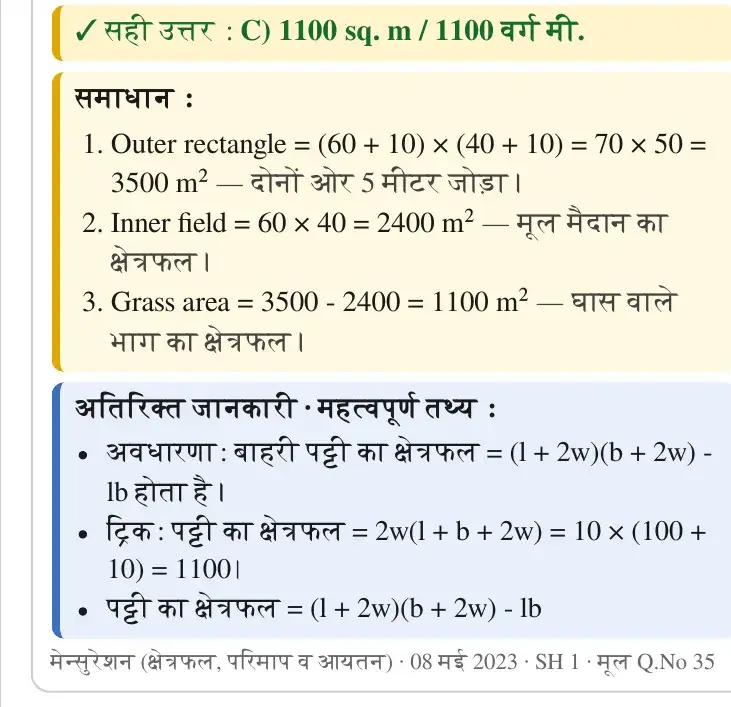 ✓ सही उत्तर : C) 1100 sq. m / 1100 वर्ग मी.
समाधान :
1. Outer rectangle = (60 + 10) × (40 + 10) = 70 × 50 =
3500 m² — दोनों ओर 5 मीटर जोड़ा।
2. Inner field = 60 × 40 = 2400 m² — मूल मैदान का
क्षेत्रफल।
3. Grass area = 3500 - 2400 = 1100 m² — घास वाले
भाग का क्षेत्रफल।
अतिरिक्त जानकारी · महत्वपूर्ण तथ्य :
• अवधारणा : बाहरी पट्टी का क्षेत्रफल = (l + 2w)(b + 2w) -
lb होता है।
• ट्रिक : पट्टी का क्षेत्रफल = 2w(l + b + 2w) = 10 × (100 +
10) = 1100।
• पट्टी का क्षेत्रफल = (l + 2w)(b + 2w) - lb
मेन्सुरेशन (क्षेत्रफल, परिमाप व आयतन) · 08 मई 2023 · SH 1 · मूल Q.No 35